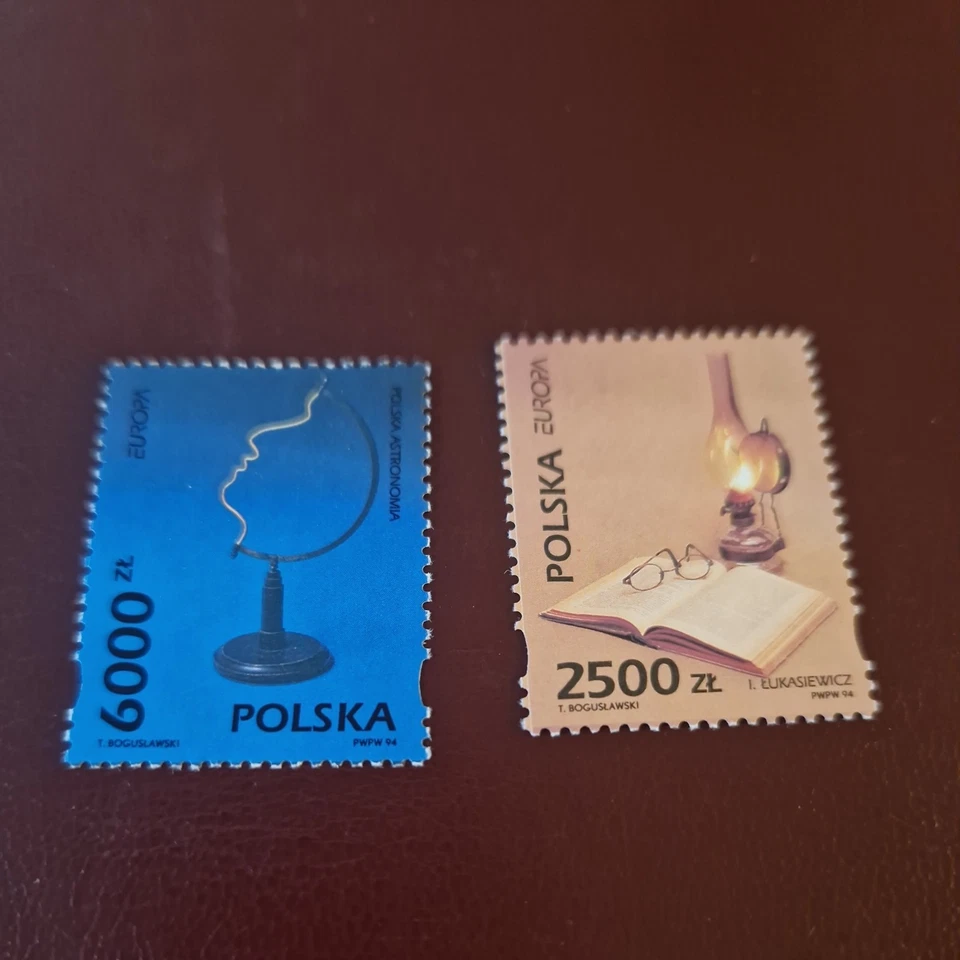 EUROPA
POLSKA ASTRONOMIA
6000 ZŁ
POLSKA
T. BOGUSŁAWSKI
PWPW 94
POLSKA EUROPA
2500 ZŁ
I. ŁUKASIEWICZ
T. BOGUSŁAWSKI
PWPW 94